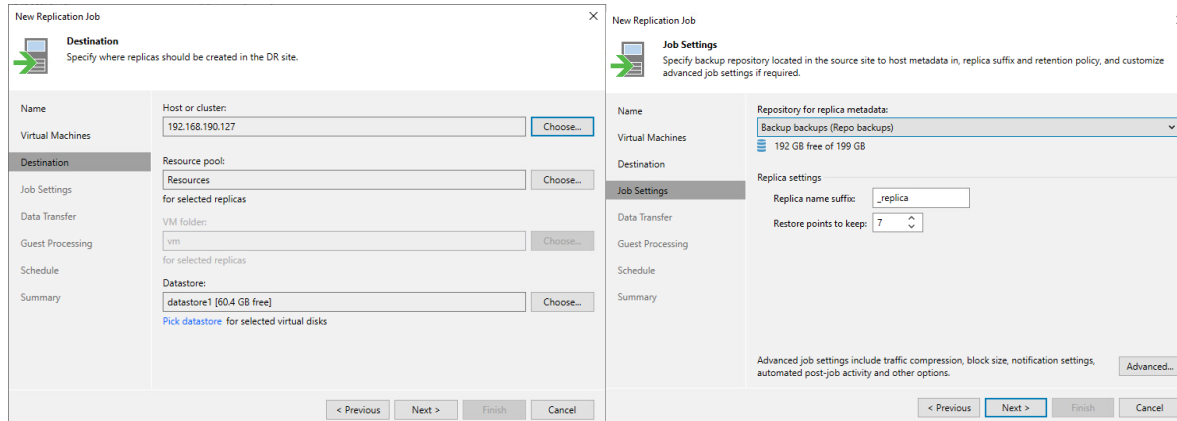 New Replication Job
Destination
Specify where replicas should be created in the DR site.
Name
Virtual Machines
Destination
Job Settings
Data Transfer
Guest Processing
Schedule
Summary
Host or cluster:
192.168.190.127
Choose...
Resource pool:
Resources
Choose...
for selected replicas
VM folder:
vm
Choose...
for selected replicas
Datastore:
datastore1 [60.4 GB free]
Choose...
Pick datastore for selected virtual disks
< Previous
Next >
Finish
Cancel
New Replication Job
Job Settings
Specify backup repository located in the source site to host metadata in, replica suffix and retention policy, and customize
advanced job settings if required.
Name
Virtual Machines
Destination
Job Settings
Data Transfer
Guest Processing
Schedule
Summary
Repository for replica metadata:
Backup backups (Repo backups)
192 GB free of 199 GB
Replica settings
Replica name suffix: _replica
Restore points to keep: 7
Advanced job settings include traffic compression, block size, notification settings,
automated post-job activity and other options.
Advanced...
< Previous
Next >
Finish
Cancel